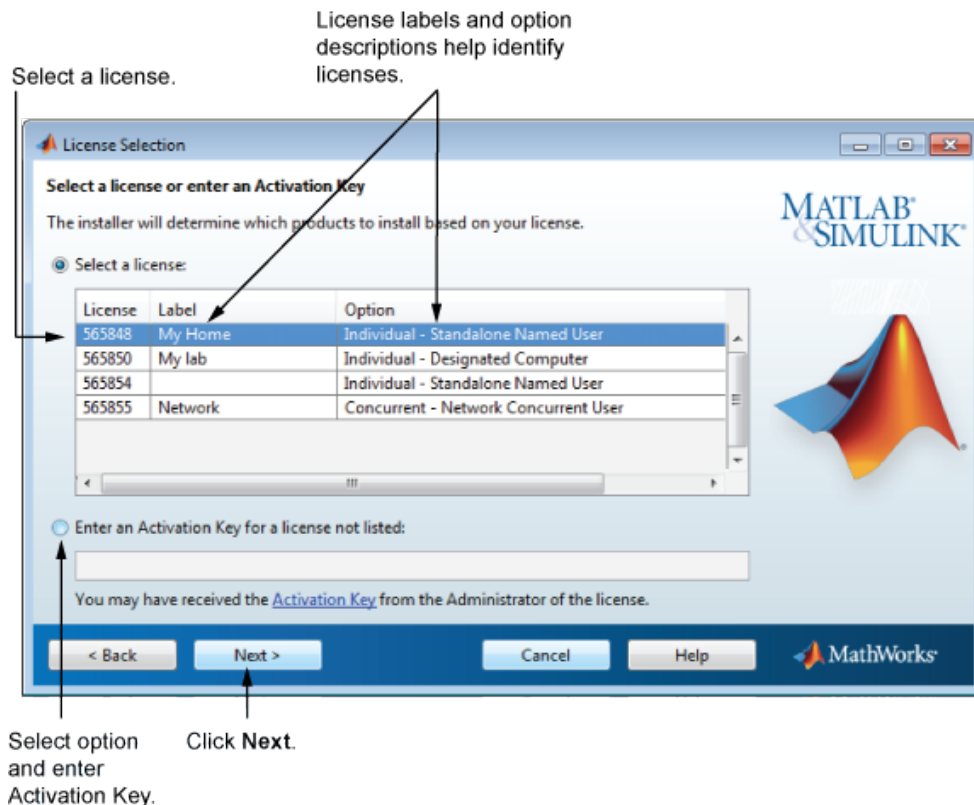 License labels and option
descriptions help identify
licenses.
Select a license.
License Selection
Select a license or enter an Activation Key
The installer will determine which products to install based on your license.
MATLAB®
&SIMULINK®
Select a license:
License Label Option
565848 My Home Individual - Standalone Named User
565850 My lab Individual - Designated Computer
565854 Individual - Standalone Named User
565855 Network Concurrent - Network Concurrent User
Enter an Activation Key for a license not listed:
You may have received the Activation Key from the Administrator of the license.
< Back Next > Cancel Help MathWorks®
Select option
and enter
Activation Key.
Click Next.